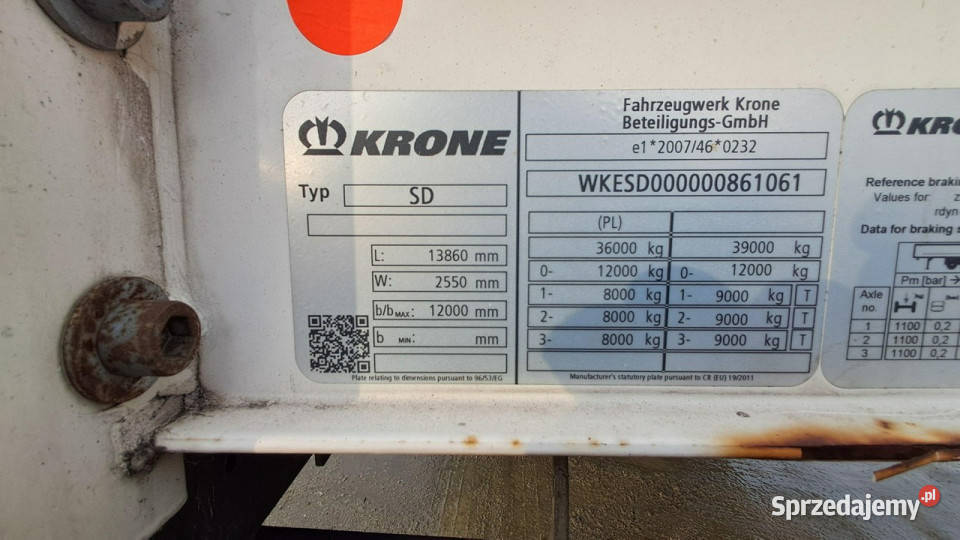 KRONE
Typ SD
L: 13860 mm
W: 2550 mm
b/b MAX: 12000 mm
b MIN: mm
Plate relating to dimensions pursuant to 96/53/EG
Fahrzeugwerk Krone
Beteiligungs-GmbH
e1*2007/46*0232
WKESD000000861061
(PL)
36000 kg 39000 kg
0- 12000 kg 0- 12000 kg
1- 8000 kg 1- 9000 kg T
2- 8000 kg 2- 9000 kg T
3- 8000 kg 3- 9000 kg T
Manufacturer's statutory plate pursuant to CR (EU) 19/2011
KRO
Reference brakin
Values for: z
rdyn
Data for braking s
Pm [bar] →
Axle
no.
1 1100 0,2
2 1100 0,2
3 1100 0,2
Sprzedajemy.pl